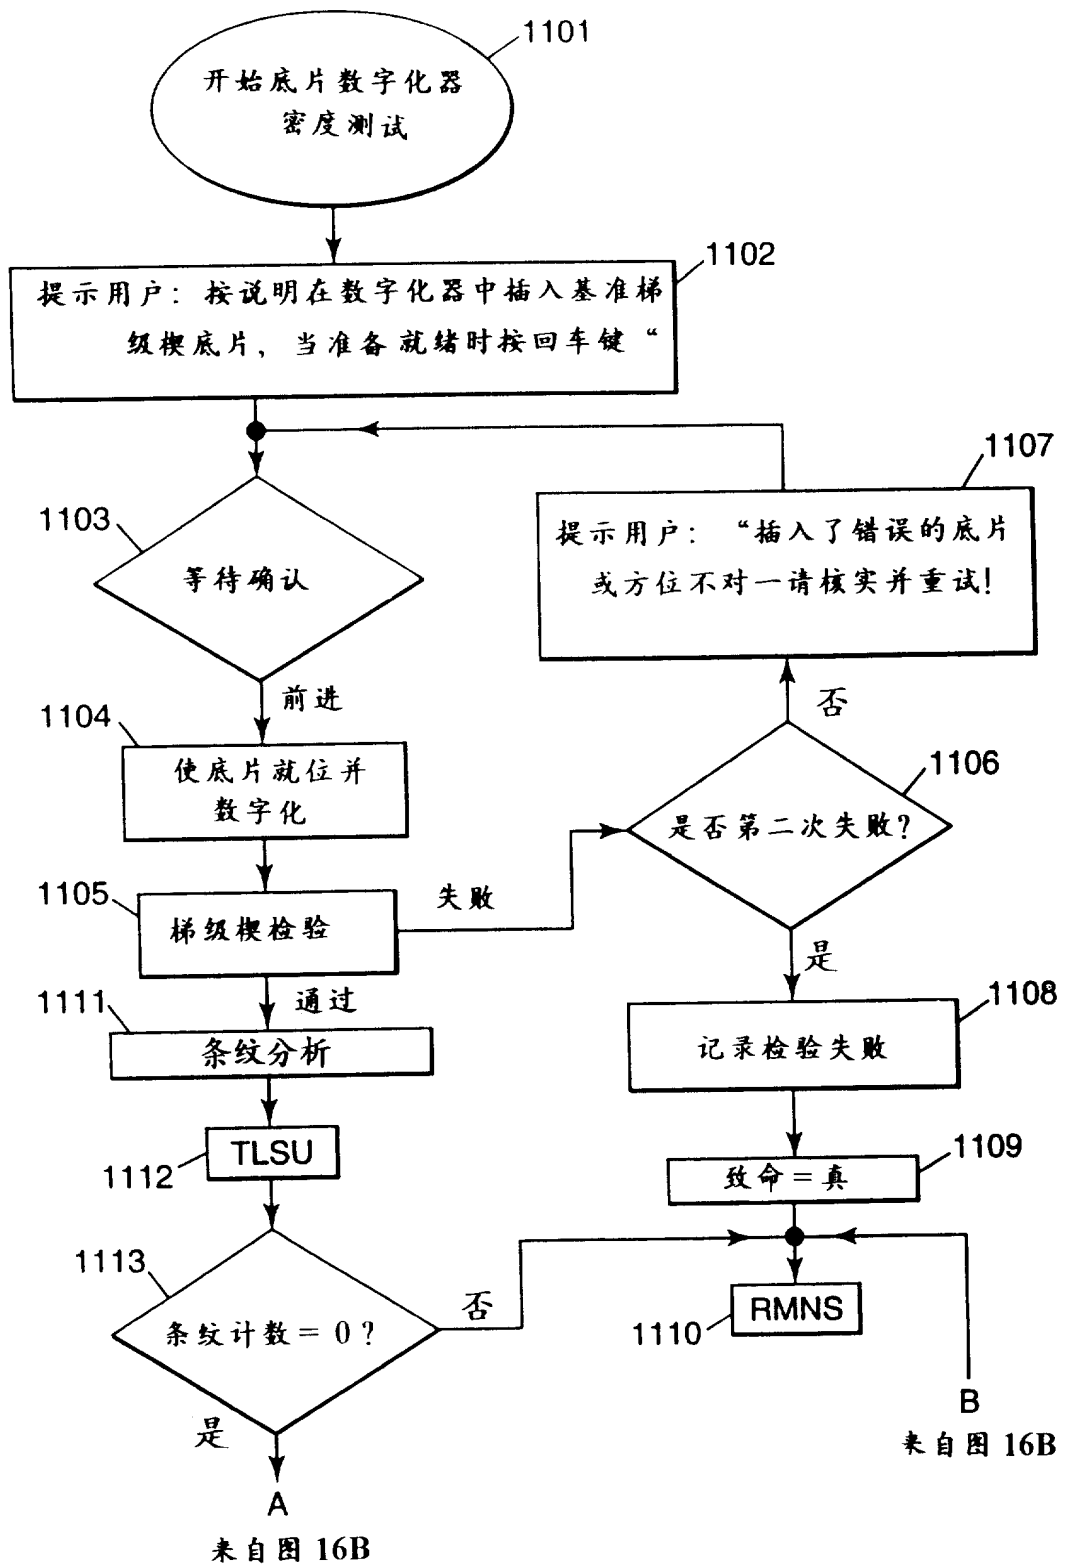 1101
开始底片数字化器
密度测试
1102
提示用户：按说明在数字化器中插入基准梯
级楔底片，当准备就绪时按回车键“
1107
1103
提示用户：“插入了错误的底片
或方位不对一请核实并重试！
等待确认
前进
否
1104
使底片就位并
数字化
1106
是否第二次失败？
1105
失败
梯级楔检验
是
1111
通过
1108
条纹分析
记录检验失败
TLSU
1112
1109
致命＝真
1113
否
条纹计数＝0？
RMNS
1110
是
B
来自图 16B
A
来自图 16B